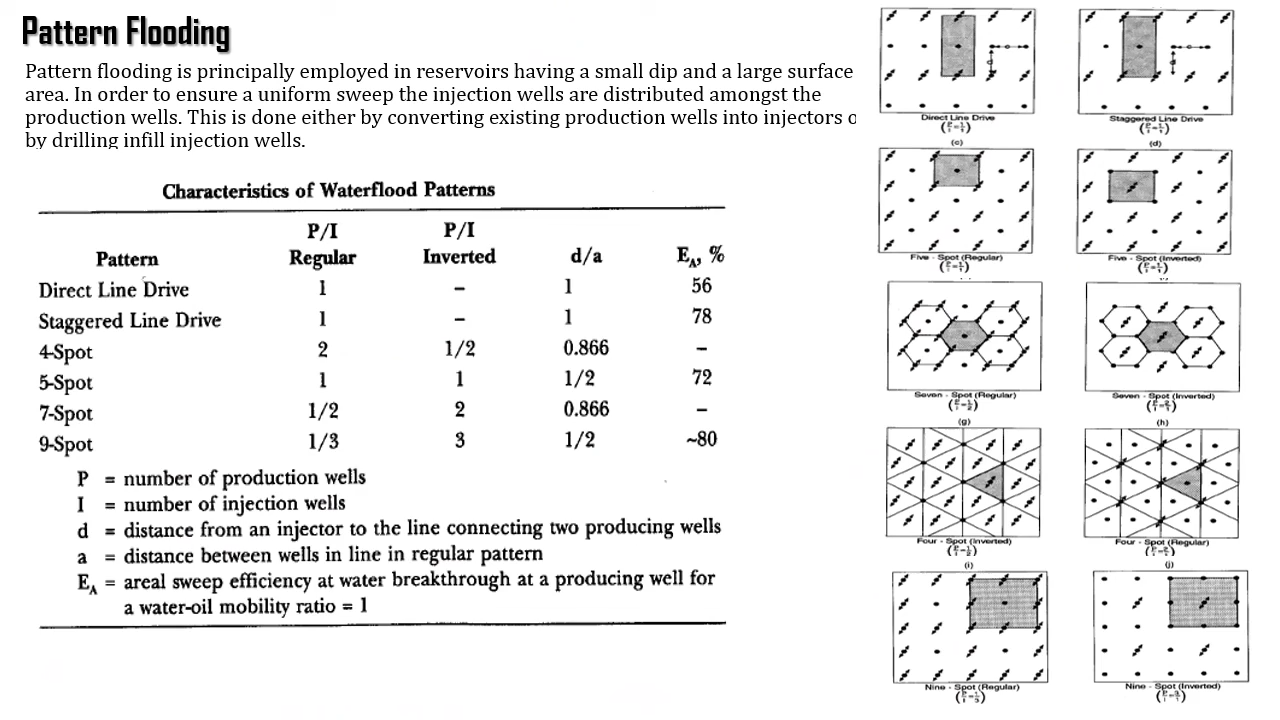 Pattern Flooding
Pattern flooding is principally employed in reservoirs having a small dip and a large surface
area. In order to ensure a uniform sweep the injection wells are distributed amongst the
production wells. This is done either by converting existing production wells into injectors o
by drilling infill injection wells.
Characteristics of Waterflood Patterns
P/I P/I
Pattern Regular Inverted d/a E_A, %
Direct Line Drive 1 – 1 56
Staggered Line Drive 1 – 1 78
4-Spot 2 1/2 0.866 –
5-Spot 1 1 1/2 72
7-Spot 1/2 2 0.866 –
9-Spot 1/3 3 1/2 ~80
P = number of production wells
I = number of injection wells
d = distance from an injector to the line connecting two producing wells
a = distance between wells in line in regular pattern
E_A = areal sweep efficiency at water breakthrough at a producing well for
a water-oil mobility ratio = 1
Direct Line Drive
(c)
Staggered Line Drive
(d)
Five - Spot (Regular)
Five - Spot (Inverted)
Seven - Spot (Regular)
(g)
Seven - Spot (Inverted)
(h)
Four - Spot (Inverted)
(i)
Four - Spot (Regular)
(j)
Nine - Spot (Regular)
Nine - Spot (Inverted)